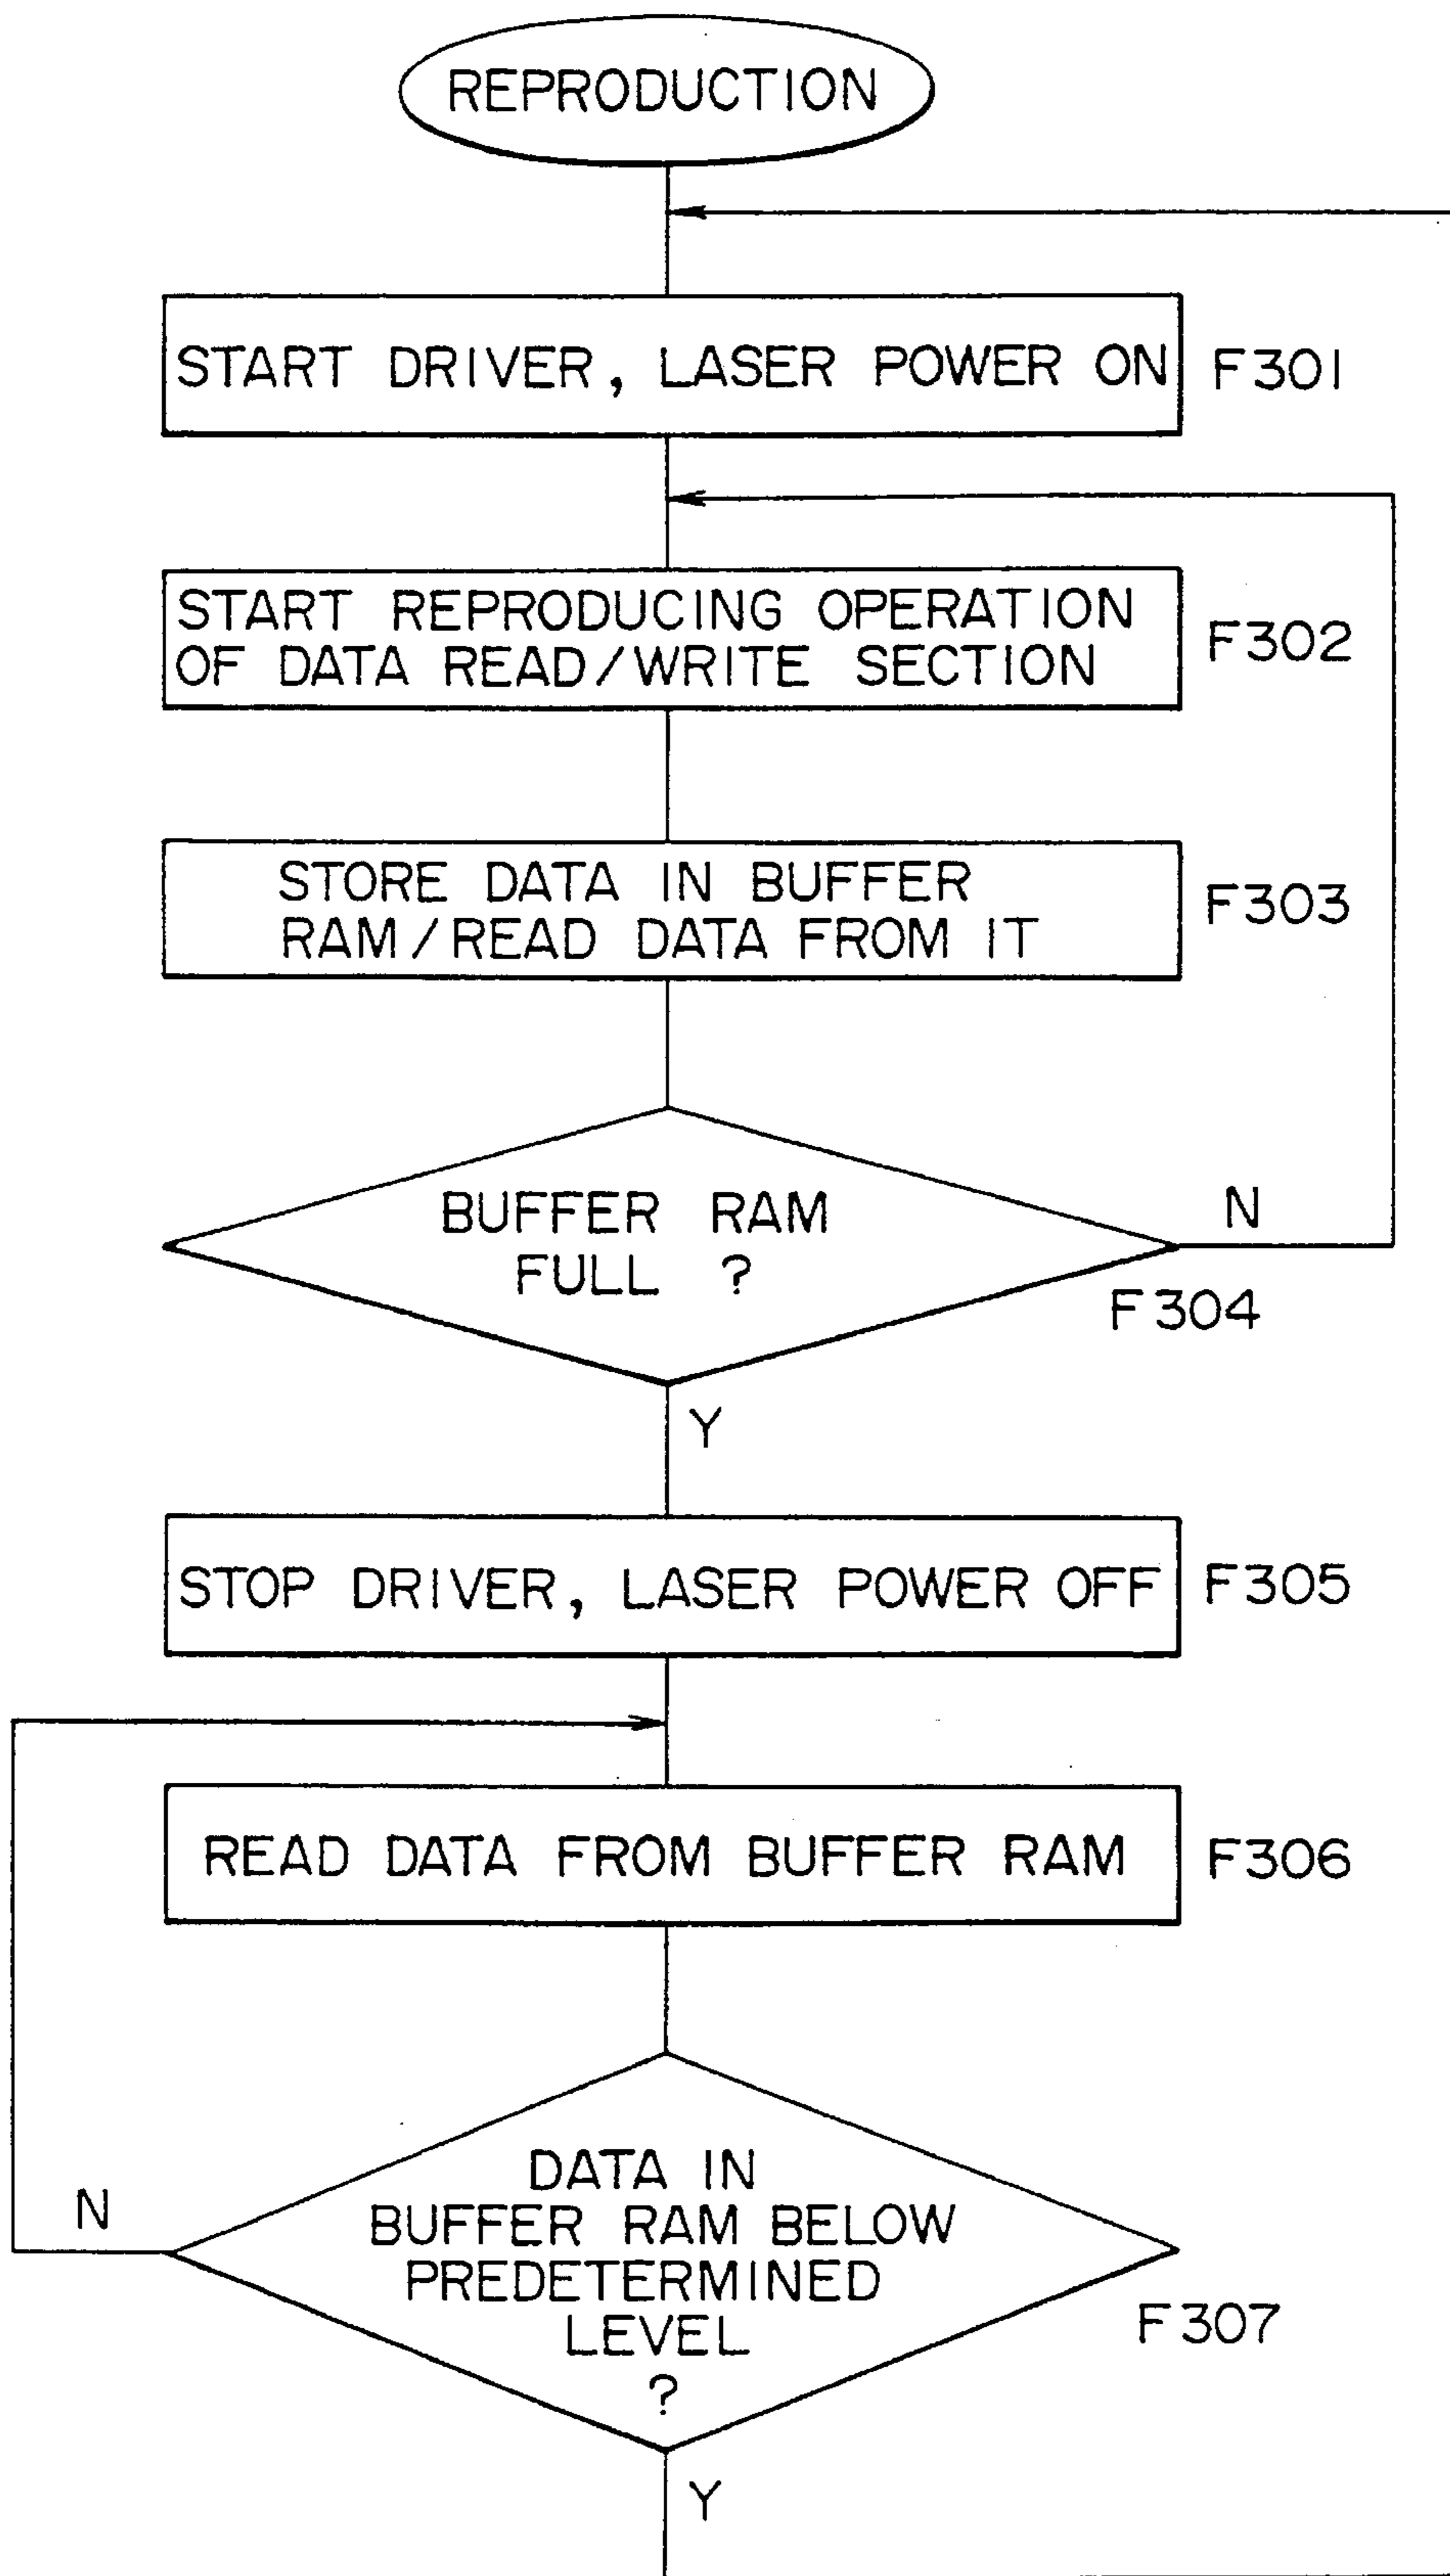 REPRODUCTION
START DRIVER, LASER POWER ON
F301
START REPRODUCING OPERATION
OF DATA READ/WRITE SECTION
F302
STORE DATA IN BUFFER
RAM/READ DATA FROM IT
F303
BUFFER RAM
FULL ?
N
F304
Y
STOP DRIVER, LASER POWER OFF
F305
READ DATA FROM BUFFER RAM
F306
DATA IN
BUFFER RAM BELOW
PREDETERMINED
LEVEL
?
N
F307
Y